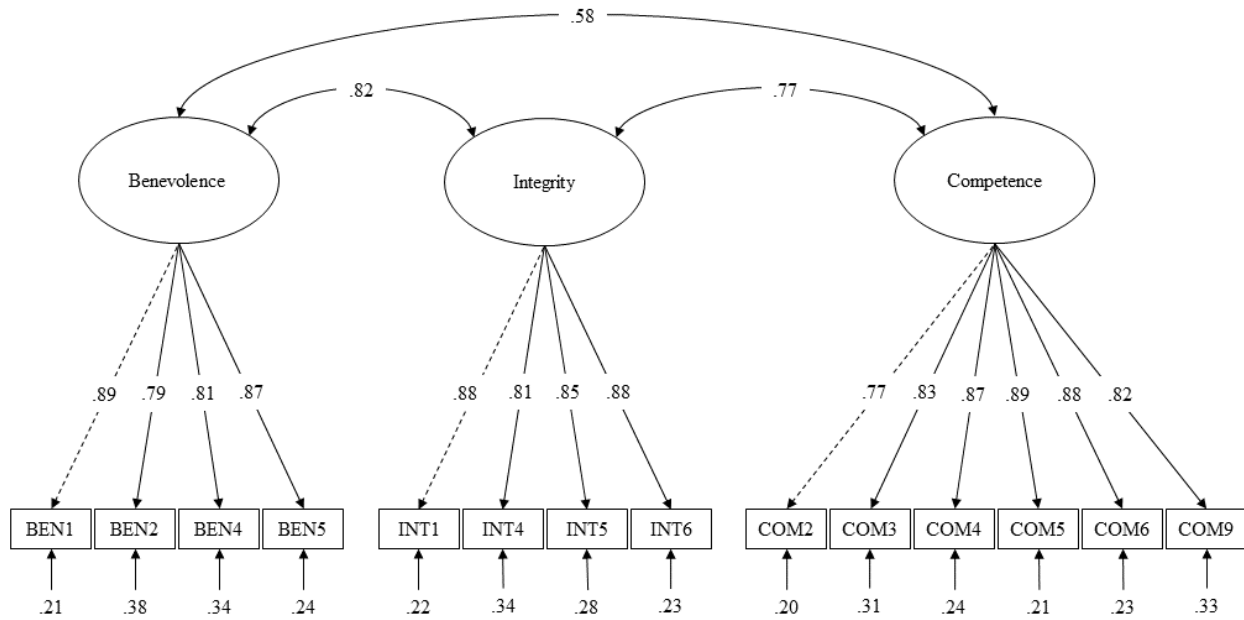 .58
.82 .77
Benevolence Integrity Competence
.89 .79 .81 .87 .88 .81 .85 .88 .77 .83 .87 .89 .88 .82
BEN1 BEN2 BEN4 BEN5 INT1 INT4 INT5 INT6 COM2 COM3 COM4 COM5 COM6 COM9
.21 .38 .34 .24 .22 .34 .28 .23 .20 .31 .24 .21 .23 .33